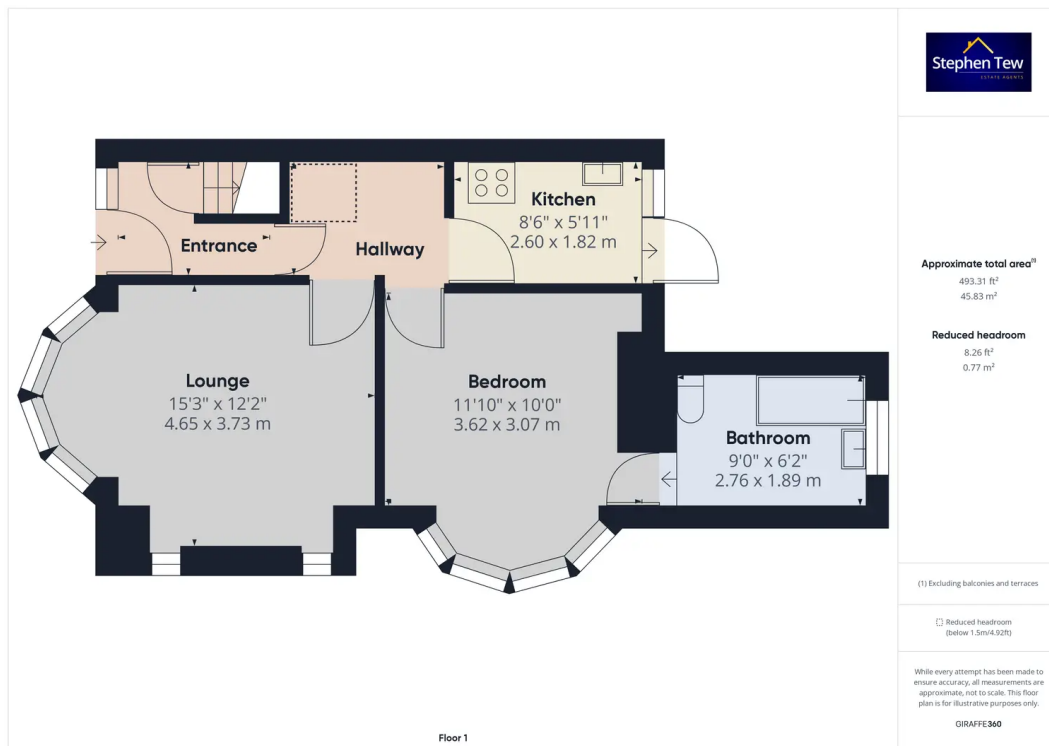 Stephen Tew
ESTATE AGENTS
Kitchen
8'6" x 5'11"
2.60 x 1.82 m
Entrance
Hallway
Lounge
15'3" x 12'2"
4.65 x 3.73 m
Bedroom
11'10" x 10'0"
3.62 x 3.07 m
Bathroom
9'0" x 6'2"
2.76 x 1.89 m
Floor 1
Approximate total area(1)
493.31 ft²
45.83 m²
Reduced headroom
8.26 ft²
0.77 m²
(1) Excluding balconies and terraces
Reduced headroom
(below 1.5m/4.92ft)
While every attempt has been made to
ensure accuracy, all measurements are
approximate, not to scale. This floor
plan is for illustrative purposes only.
GIRAFFE360